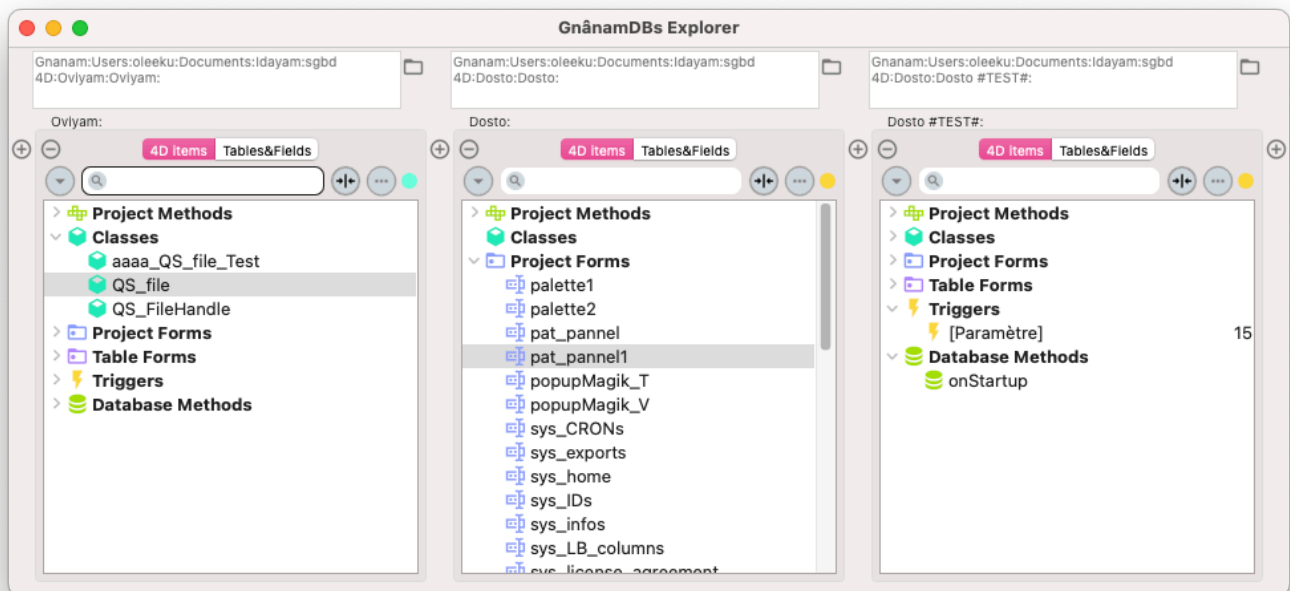 GnânamDBs Explorer
Gnanam:Users:oleeku:Documents:Idayam:sgbd
4D:Oviyam:Oviyam:
Oviyam:
4D items Tables&Fields
Project Methods
Classes
aaaa_QS_file_Test
QS_file
QS_FileHandle
Project Forms
Table Forms
Triggers
Database Methods
Gnanam:Users:oleeku:Documents:Idayam:sgbd
4D:Dosto:Dosto:
Dosto:
4D items Tables&Fields
Project Methods
Classes
Project Forms
palette1
palette2
pat_pannel
pat_pannel1
popupMagik_T
popupMagik_V
sys_CRONs
sys_exports
sys_home
sys_IDs
sys_infos
sys_LB_columns
sys_license_agreement
Gnanam:Users:oleeku:Documents:Idayam:sgbd
4D:Dosto:Dosto #TEST#:
Dosto #TEST#:
4D items Tables&Fields
Project Methods
Classes
Project Forms
Table Forms
Triggers
[Paramètre] 15
Database Methods
onStartup